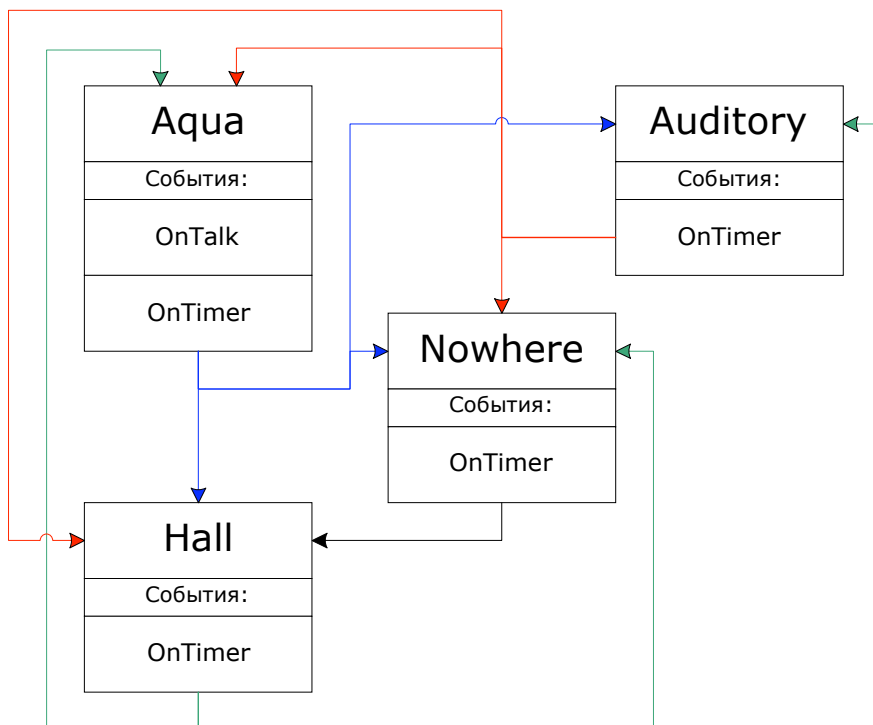 Aqua
События:
OnTalk
OnTimer
Auditory
События:
OnTimer
Nowhere
События:
OnTimer
Hall
События:
OnTimer